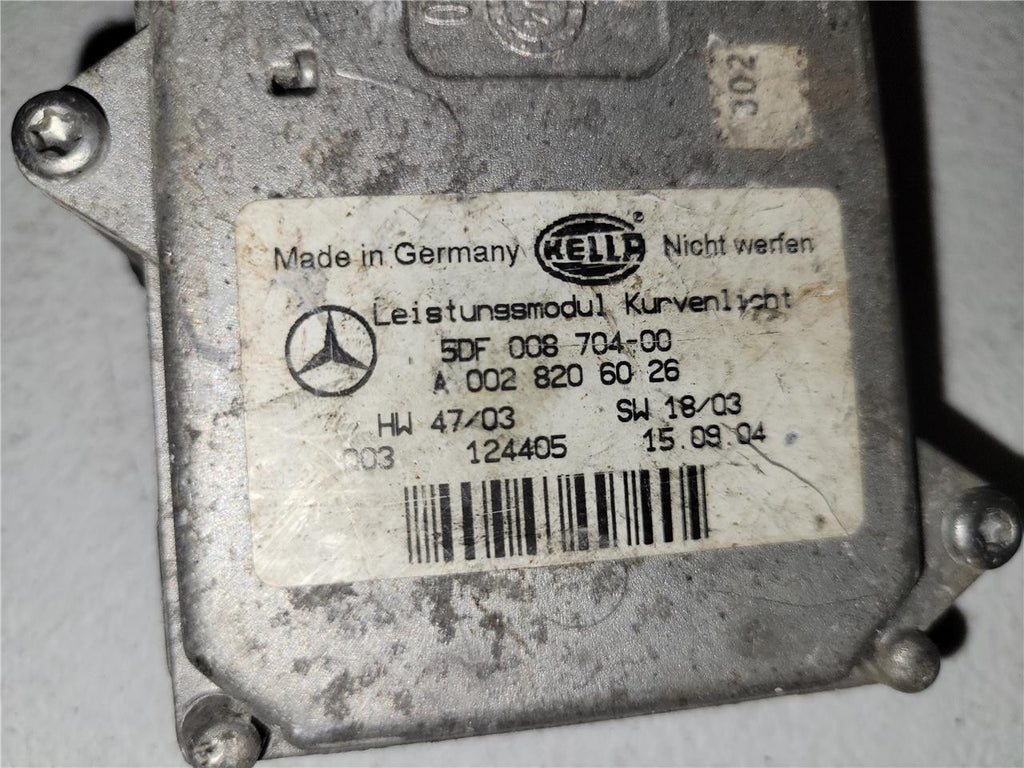 302
Made in Germany HELLA® Nicht werfen
Leistungsmodul Kurvenlicht
5DF 008 704-00
A 002 820 60 26
HW 47/03 SW 18/03
124405 15.09.04